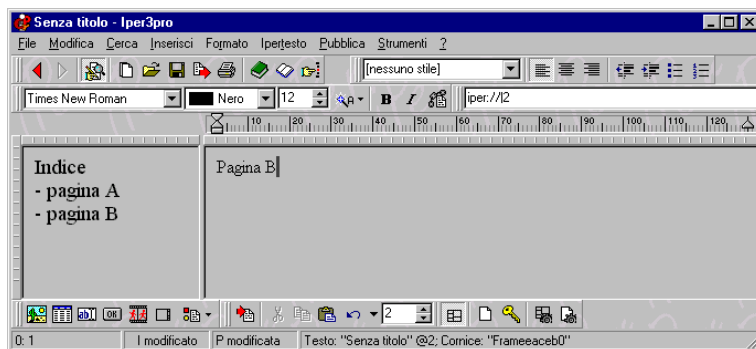 Senza titolo - Iper3pro
File Modifica Cerca Inserisci Formato Ipertesto Pubblica Strumenti ?
[nessuno stile]
Times New Roman Nero 12 A B I iper://|2
10 20 30 40 50 60 70 80 90 100 110 120
Indice
- pagina A
- pagina B
Pagina B
ab OK 2
0: 1 I modificato P modificata Testo: "Senza titolo" @2; Cornice: "Frameeaceb0"